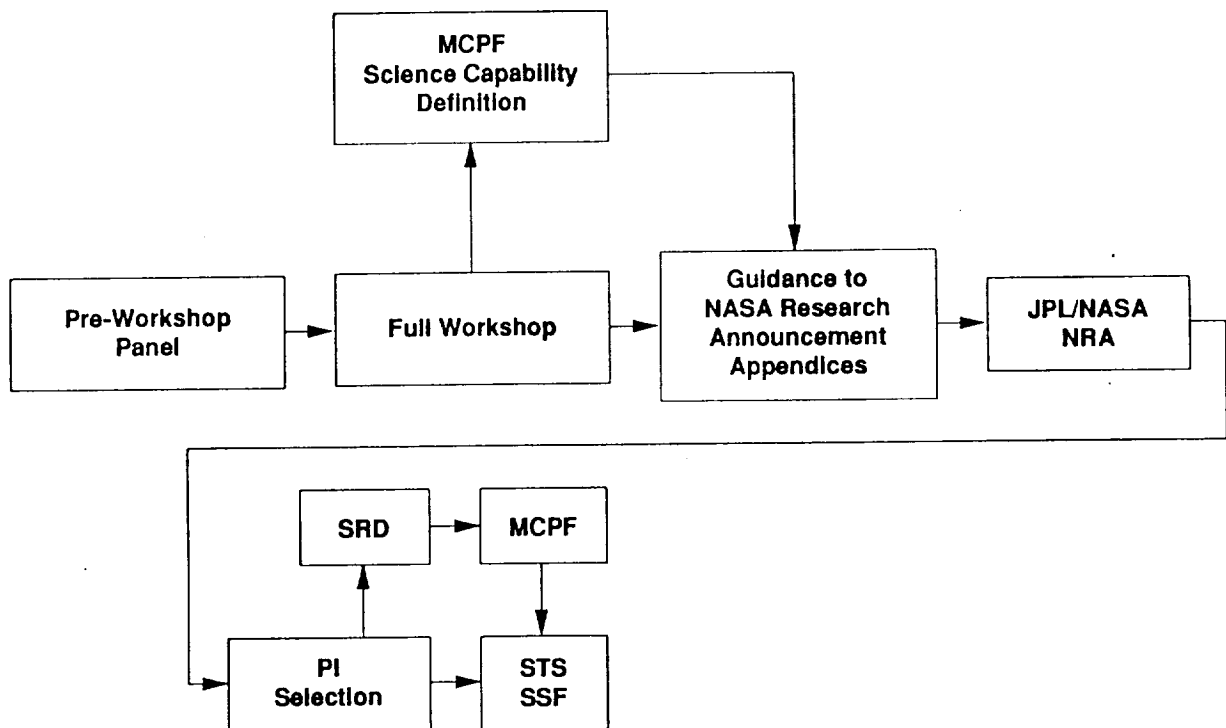 MCPF
Science Capability
Definition
Pre-Workshop
Panel
Full Workshop
Guidance to
NASA Research
Announcement
Appendices
JPL/NASA
NRA
SRD
MCPF
PI
Selection
STS
SSF